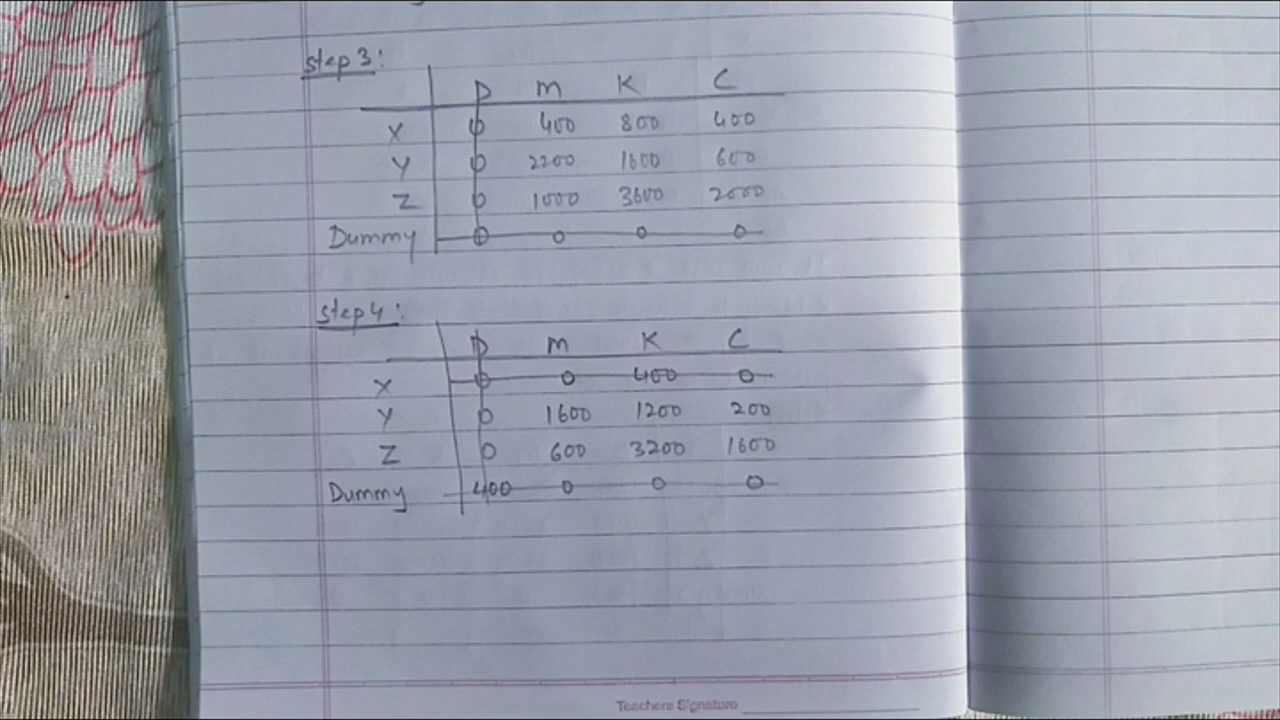 Step 3:
D M K C
X 0 400 800 400
Y 0 2200 1600 600
Z 0 1000 3600 2000
Dummy 0 0 0 0
Step 4:
D M K C
X 0 0 400 0
Y 0 1600 1200 200
Z 0 600 3200 1600
Dummy 400 0 0 0
Teachers Signature